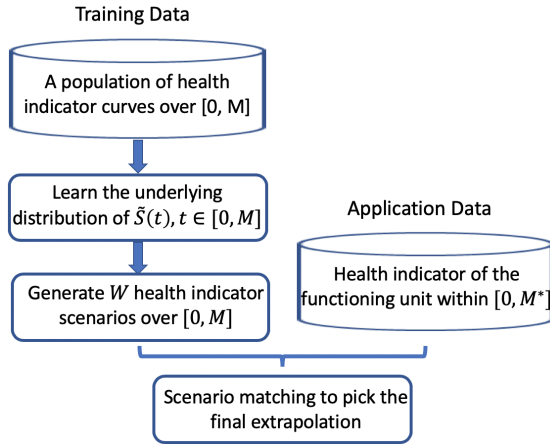 Training Data
A population of health
indicator curves over [0, M]
Learn the underlying
distribution of S̃(t), t ∈ [0, M]
Generate W health indicator
scenarios over [0, M]
Application Data
Health indicator of the
functioning unit within [0, M*]
Scenario matching to pick the
final extrapolation